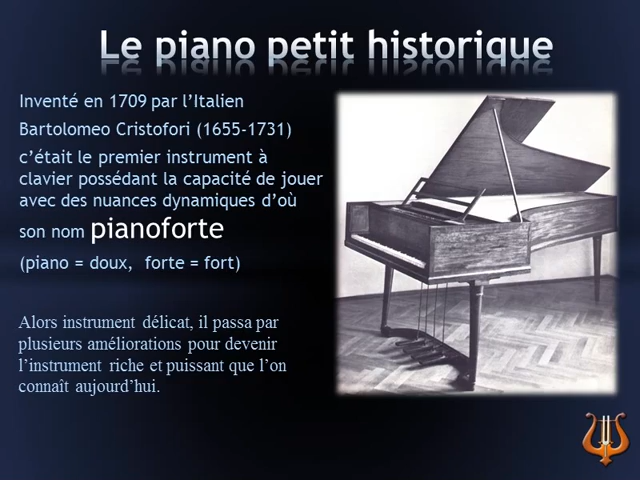 Le piano petit historique
Inventé en 1709 par l’Italien
Bartolomeo Cristofori (1655-1731)
c’était le premier instrument à
clavier possédant la capacité de jouer
avec des nuances dynamiques d’où
son nom pianoforte
(piano = doux, forte = fort)
Alors instrument délicat, il passa par
plusieurs améliorations pour devenir
l’instrument riche et puissant que l’on
connaît aujourd’hui.